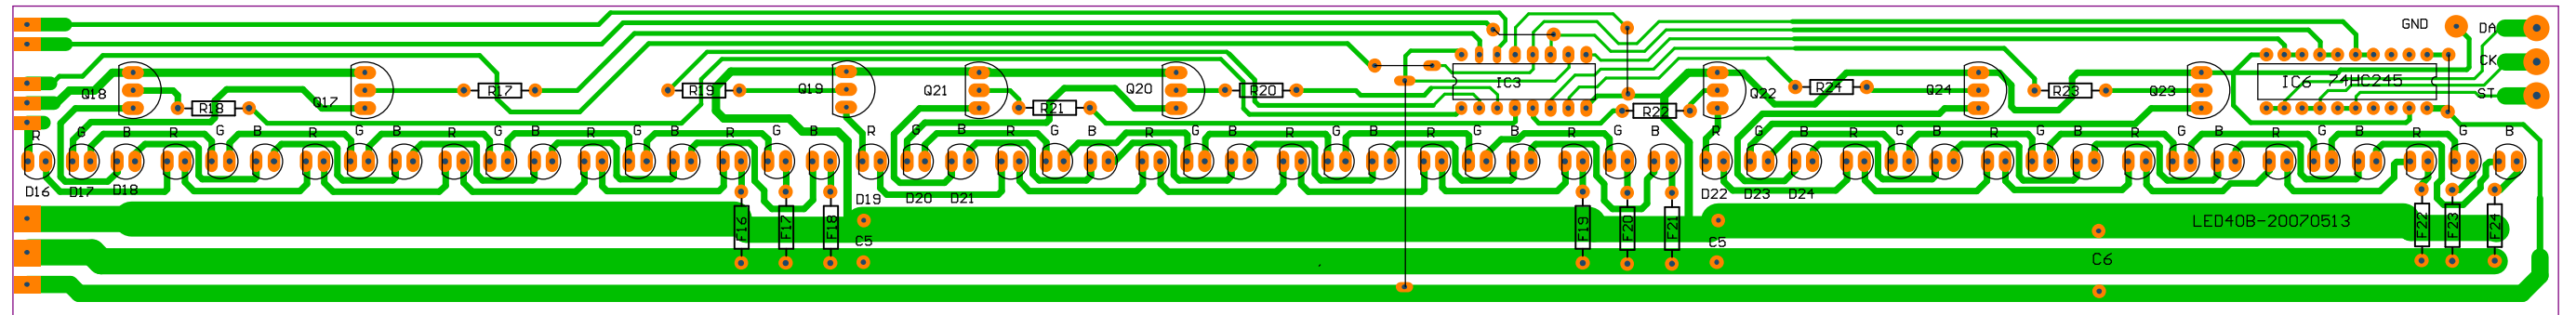 GND DA
CK
IC3 IC6 74HC245
Q18 R18 Q17 R17 R19 Q19 Q21 R21 Q20 R20 R22 Q22 R24 Q24 R23 Q23 ST
R G B R G B R G B R G B R G B R G B R G B R G B R G B R G B R G B R G B R G B R G B R G B R G B R G B R G B
D16 D17 D18 D19 D20 D21 D22 D23 D24
F16 F17 F18 F19 F20 F21 LED40B-20070513 F22 F23 F24
C5 C5
C6